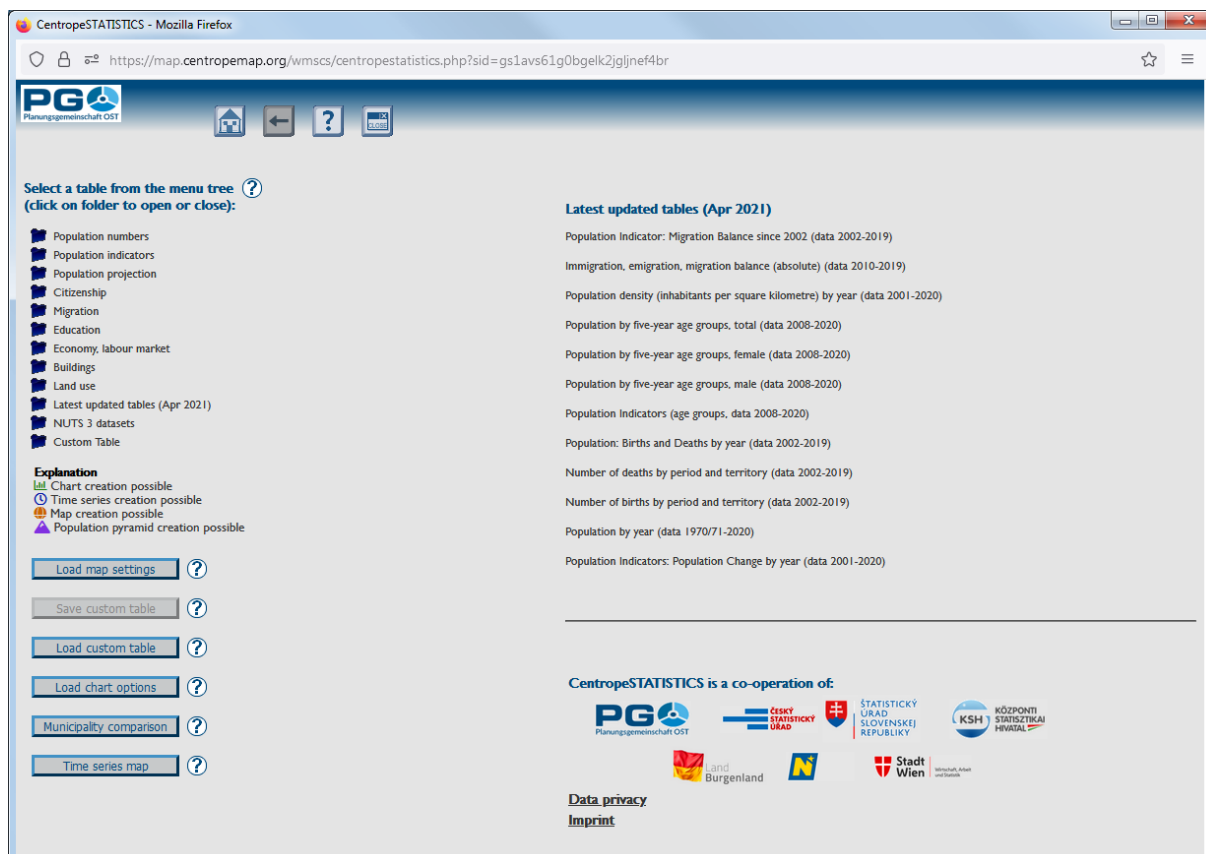 CentropeSTATISTICS - Mozilla Firefox
https://map.centropemap.org/wmscs/centropestatistics.php?sid=gs1avs61g0bgelk2jgljnef4br
PGO
Planungsgemeinschaft OST
?
X
CLOSE
Select a table from the menu tree ?
(click on folder to open or close):
Population numbers
Population indicators
Population projection
Citizenship
Migration
Education
Economy, labour market
Buildings
Land use
Latest updated tables (Apr 2021)
NUTS 3 datasets
Custom Table
Explanation
Chart creation possible
Time series creation possible
Map creation possible
Population pyramid creation possible
Load map settings ?
Save custom table ?
Load custom table ?
Load chart options ?
Municipality comparison ?
Time series map ?
Latest updated tables (Apr 2021)
Population Indicator: Migration Balance since 2002 (data 2002-2019)
Immigration, emigration, migration balance (absolute) (data 2010-2019)
Population density (inhabitants per square kilometre) by year (data 2001-2020)
Population by five-year age groups, total (data 2008-2020)
Population by five-year age groups, female (data 2008-2020)
Population by five-year age groups, male (data 2008-2020)
Population Indicators (age groups, data 2008-2020)
Population: Births and Deaths by year (data 2002-2019)
Number of deaths by period and territory (data 2002-2019)
Number of births by period and territory (data 2002-2019)
Population by year (data 1970/71-2020)
Population Indicators: Population Change by year (data 2001-2020)
CentropeSTATISTICS is a co-operation of:
PGO
Planungsgemeinschaft OST
ČESKÝ
STATISTICKÝ
ÚRAD
ŠTATISTICKÝ
ÚRAD
SLOVENSKEJ
REPUBLIKY
KSH
KÖZPONTI
STATISZTIKAI
HIVATAL
Land
Burgenland
N
Stadt
Wien
Wirtschaft, Arbeit
und Statistik
Data privacy
Imprint